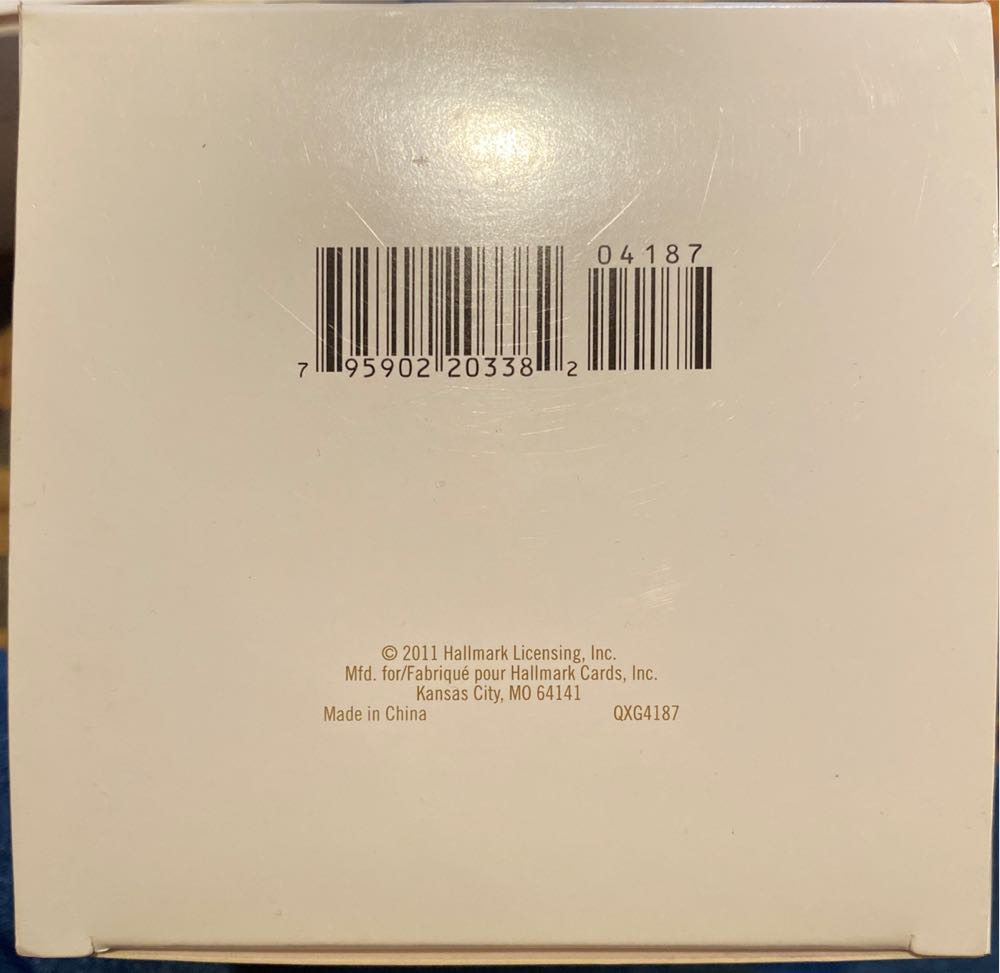 04187
7 95902 20338 2
© 2011 Hallmark Licensing, Inc.
Mfd. for/Fabriqué pour Hallmark Cards, Inc.
Kansas City, MO 64141
Made in China QXG4187